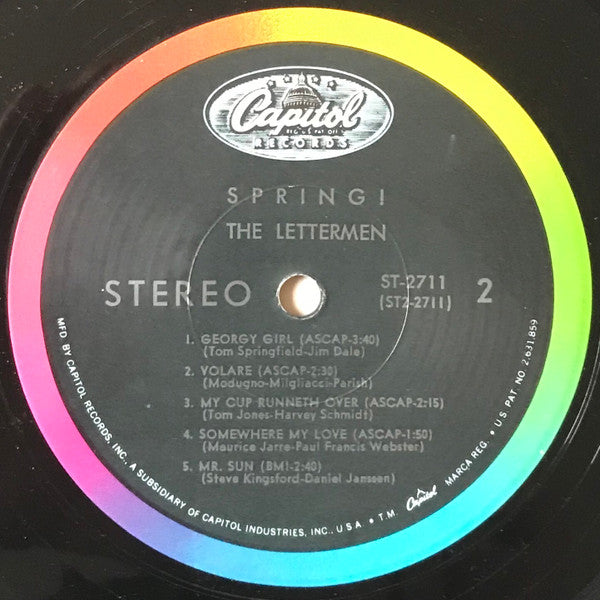 Capitol
REG. U.S. PAT. OFF.
RECORDS
SPRING!
THE LETTERMEN
STEREO
ST-2711
(ST2-2711)
2
1. GEORGY GIRL (ASCAP-3:40)
(Tom Springfield-Jim Dale)
2. VOLARE (ASCAP-2:30)
(Modugno-Milgliacci-Parish)
3. MY CUP RUNNETH OVER (ASCAP-2:15)
(Tom Jones-Harvey Schmidt)
4. SOMEWHERE MY LOVE (ASCAP-1:50)
(Maurice Jarre-Paul Francis Webster)
5. MR. SUN (BMI-2:40)
(Steve Kingsford-Daniel Janssen)
MFD. BY CAPITOL RECORDS, INC., A SUBSIDIARY OF CAPITOL INDUSTRIES, INC., U.S.A. • T.M. Capitol MARCA REG. • U.S. PAT. NO. 2,631,859